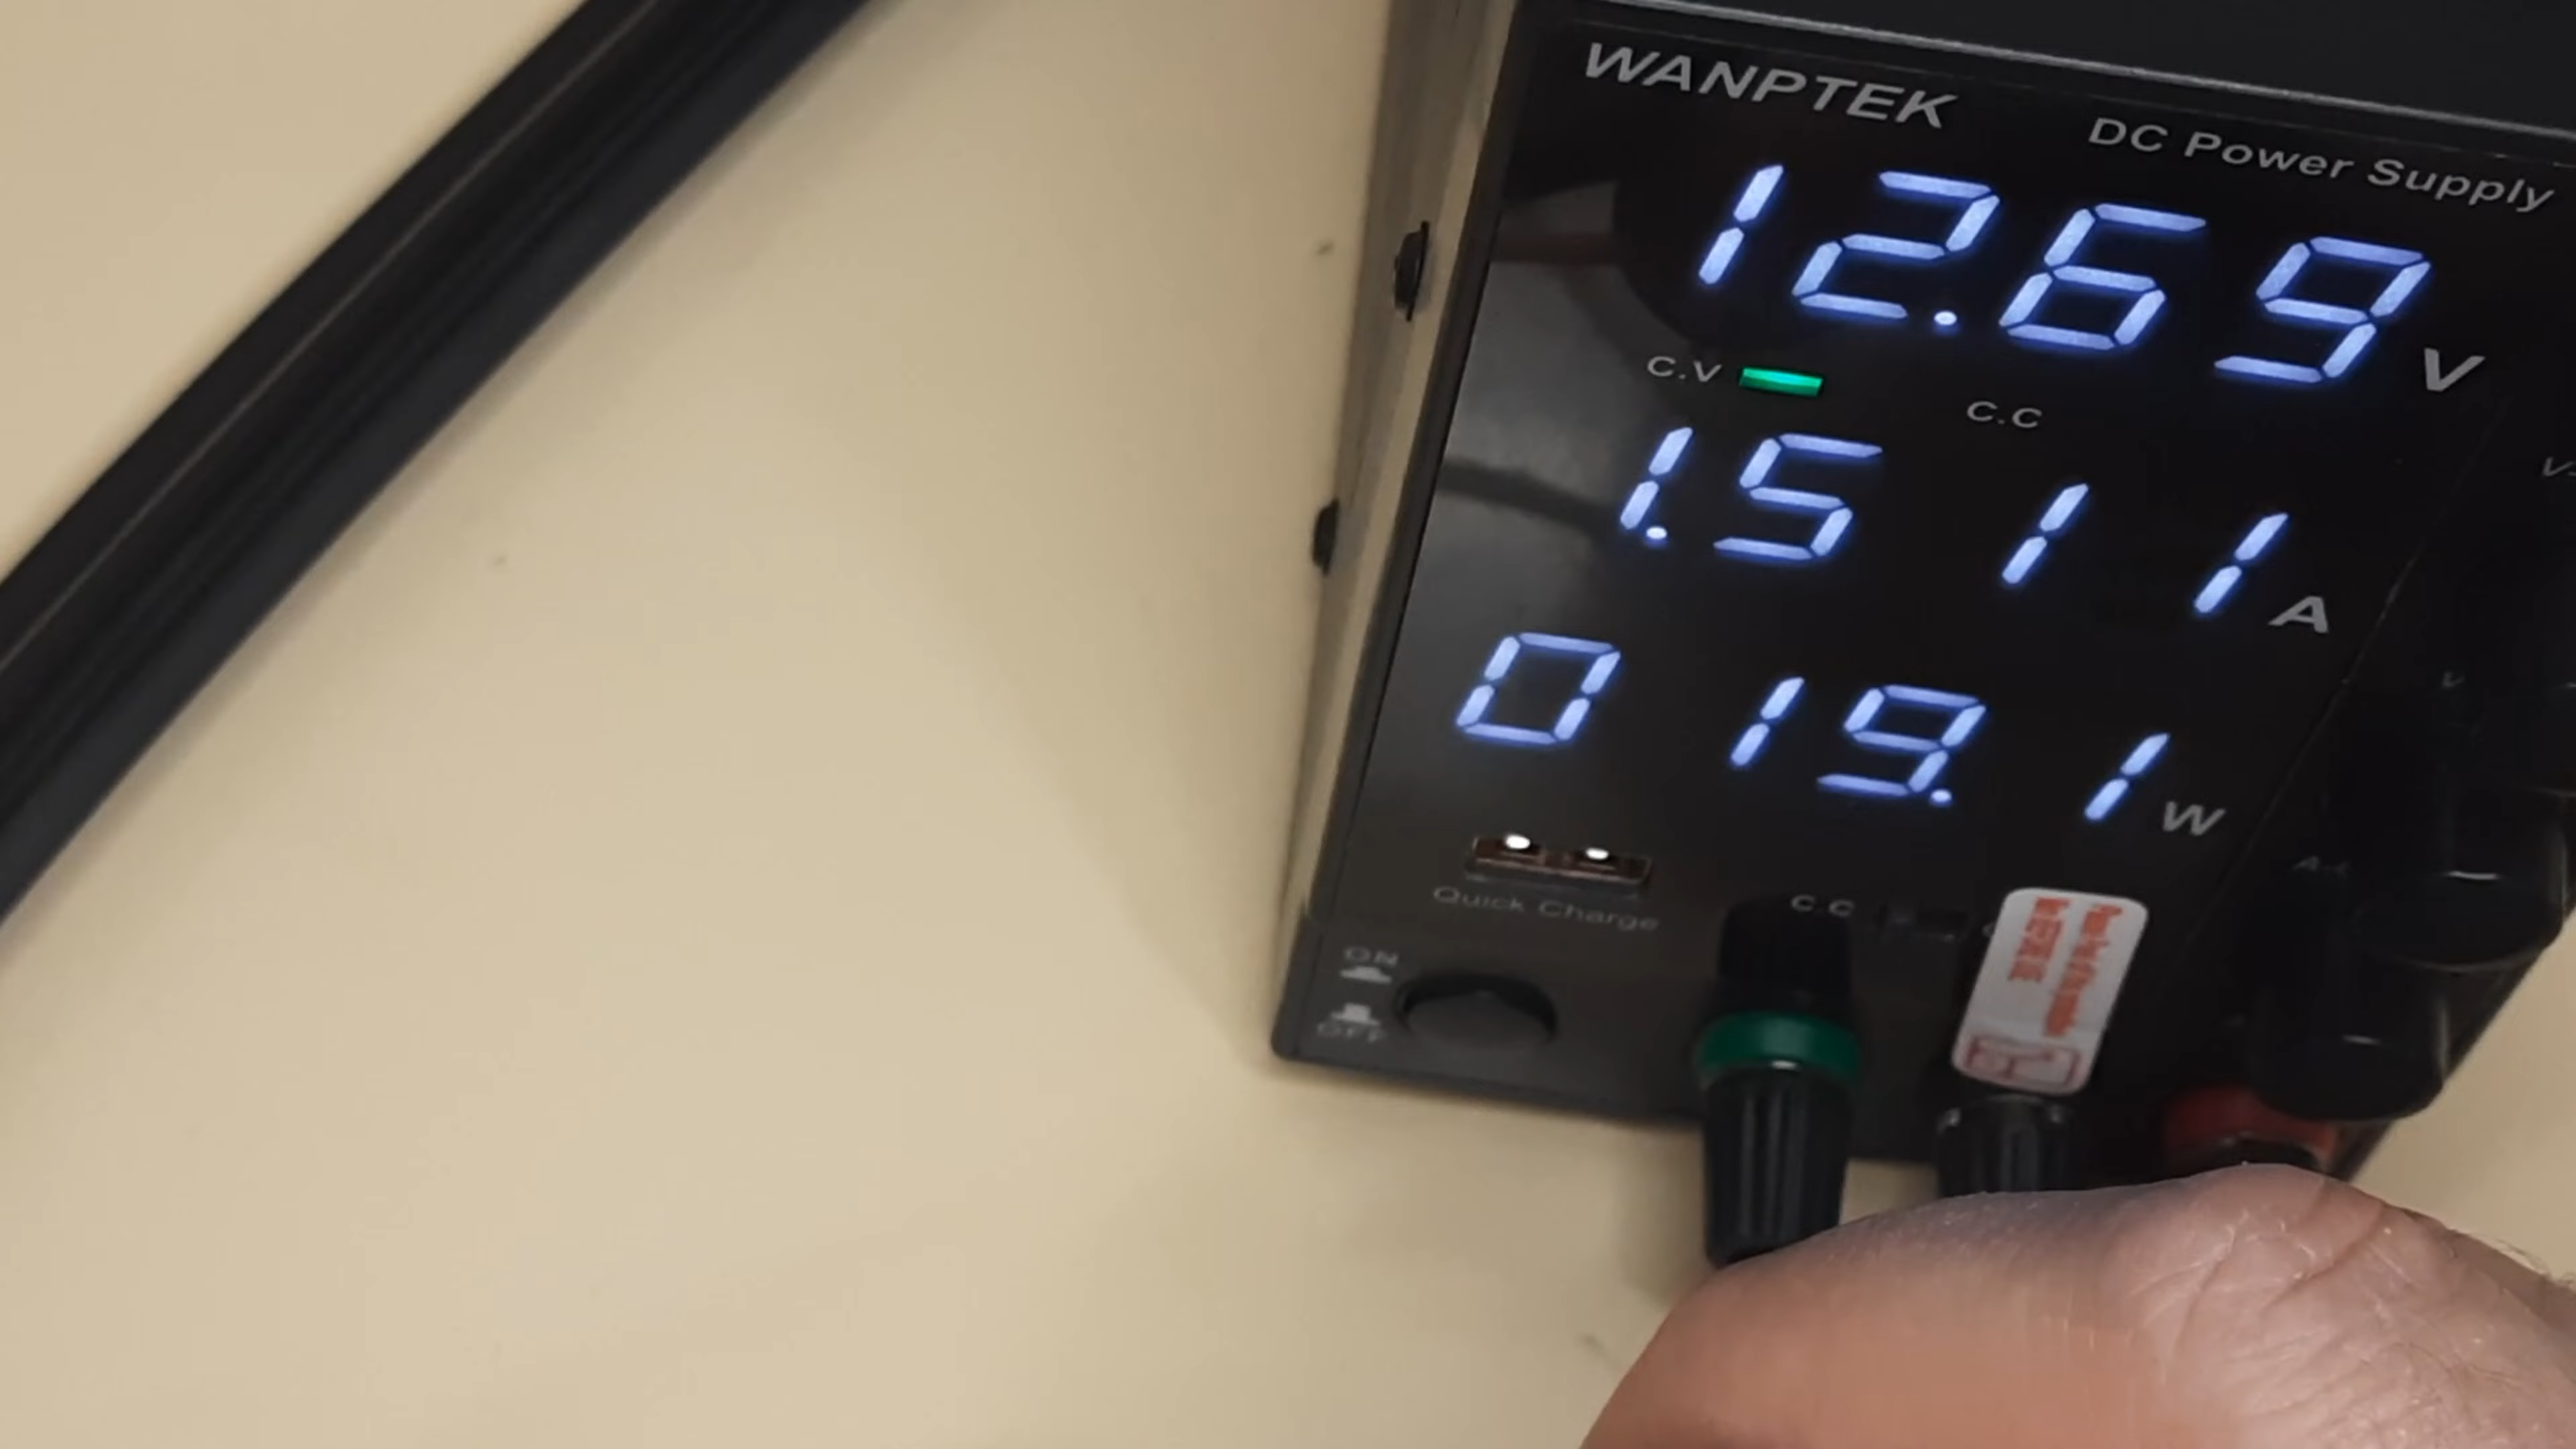 WANPTEK
DC Power Supply
12.69 V
C.V C.C
1.511 A
019.1 W
Quick Charge
C.C
ON
OFF